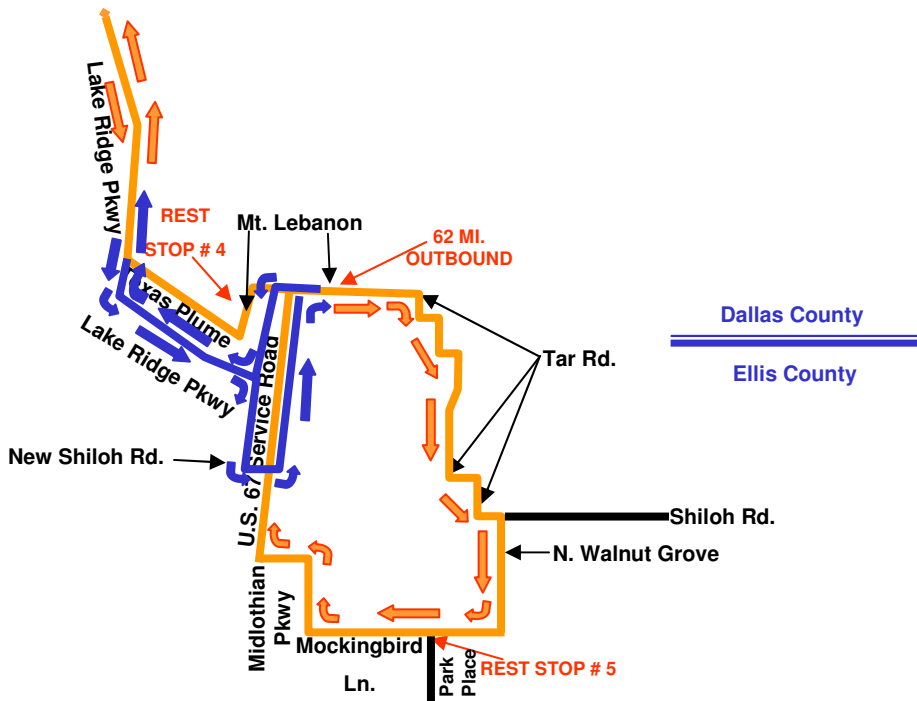 Lake Ridge Pkwy
REST
STOP # 4
Mt. Lebanon
62 MI.
OUTBOUND
Texas Plume
Lake Ridge Pkwy
Dallas County
Ellis County
Tar Rd.
New Shiloh Rd.
U.S. 67 Service Road
Shiloh Rd.
N. Walnut Grove
Midlothian
Pkwy
Mockingbird
Ln.
Park
Place
REST STOP # 5